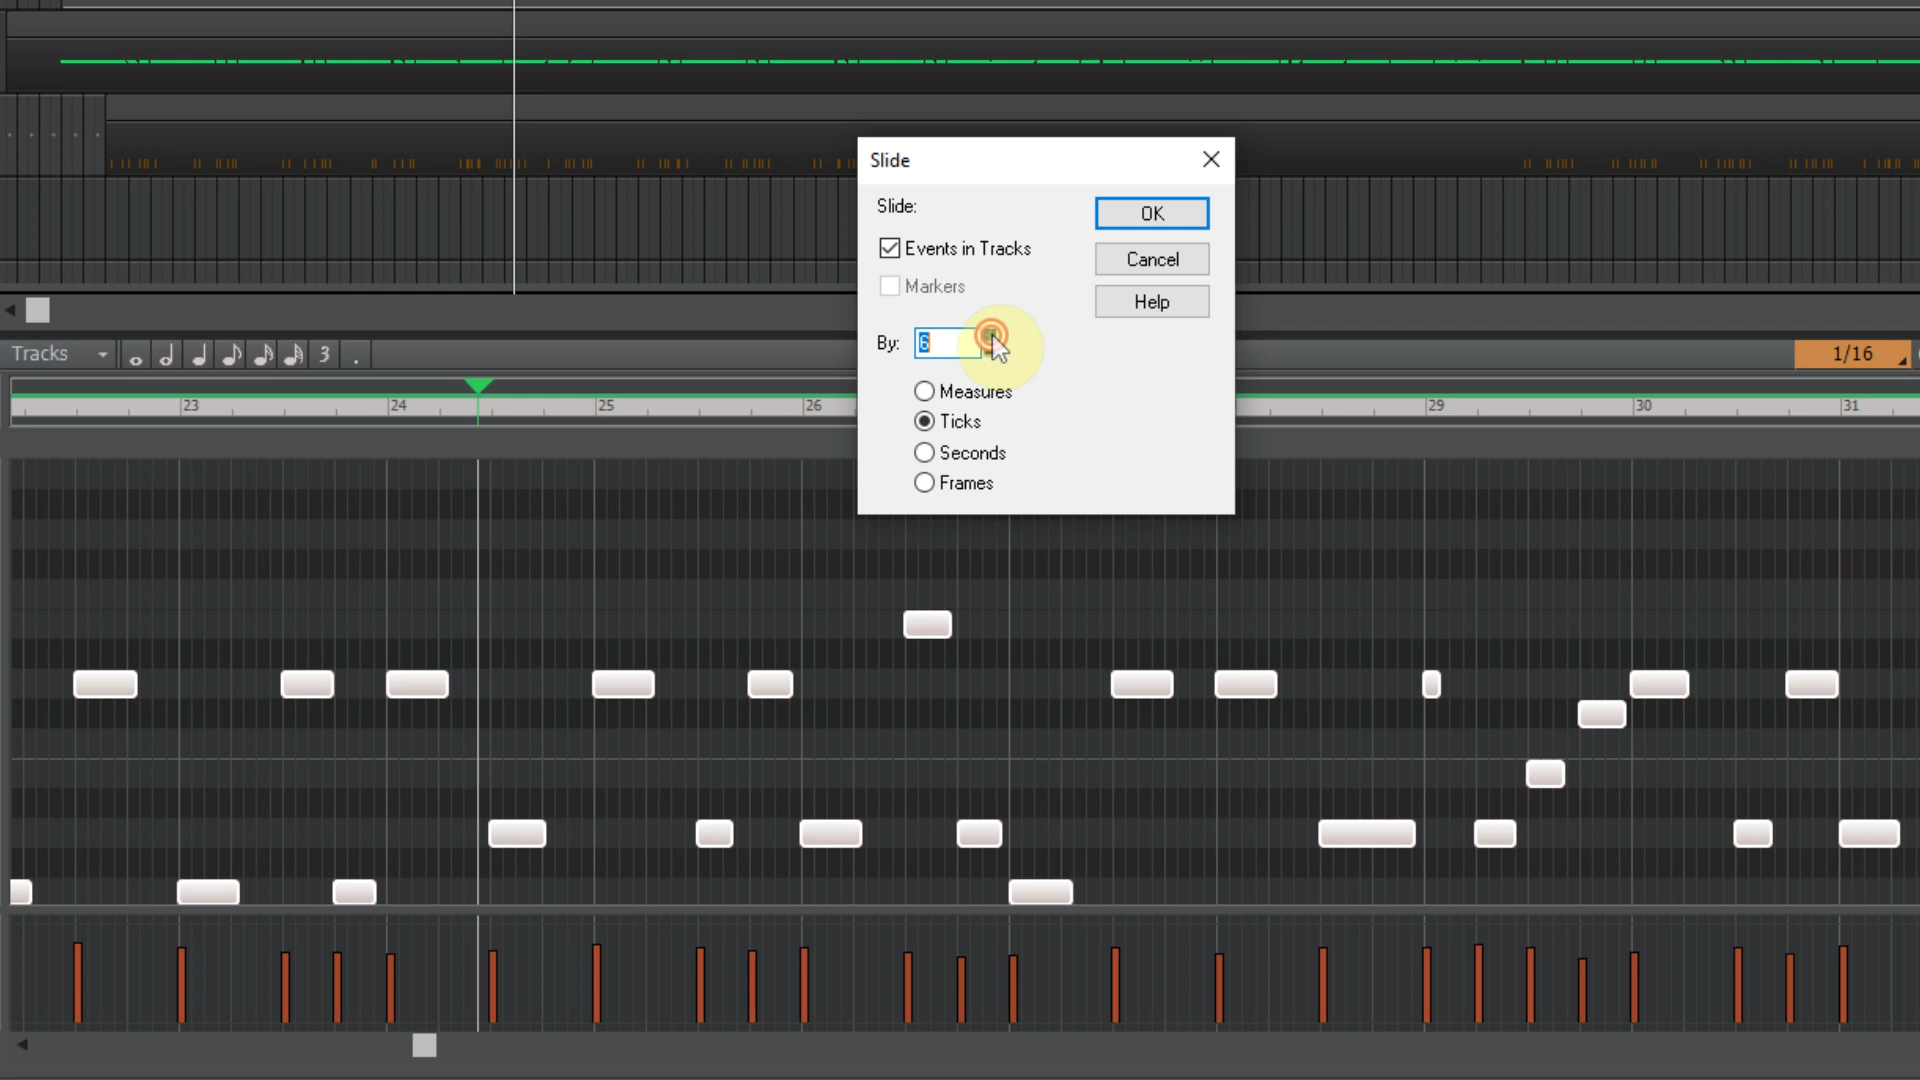 Slide
Slide:
OK
Events in Tracks
Cancel
Markers
Help
By: 6
Tracks
3
.
1/16
Measures
23 24 25 26 29 30 31
Ticks
Seconds
Frames